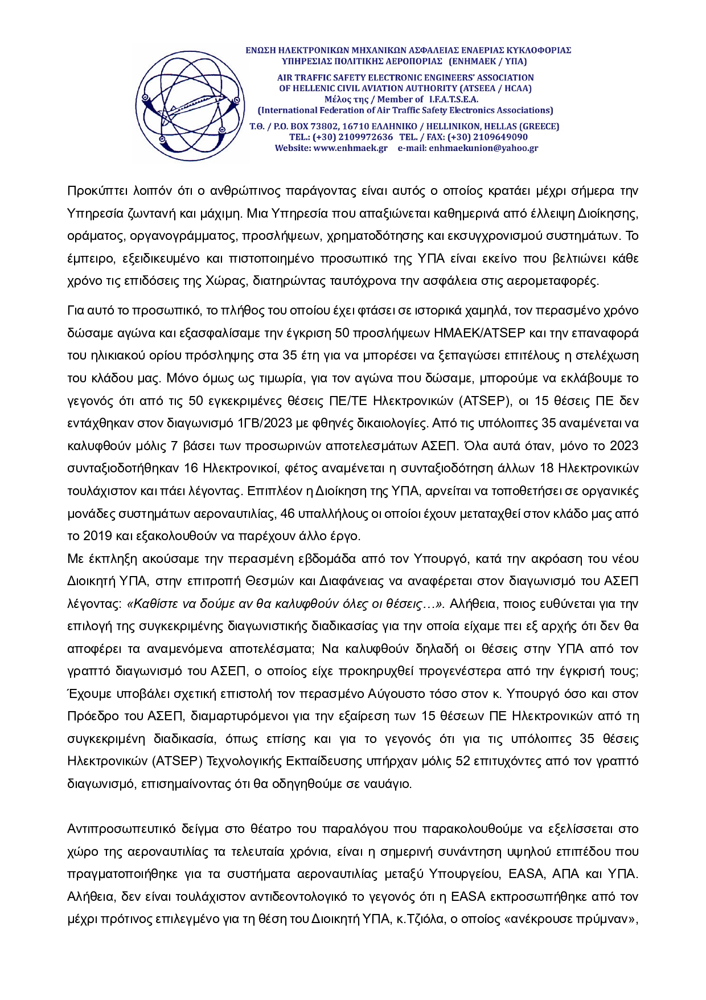 ΕΝΩΣΗ ΗΛΕΚΤΡΟΝΙΚΩΝ ΜΗΧΑΝΙΚΩΝ ΑΣΦΑΛΕΙΑΣ ΕΝΑΕΡΙΑΣ ΚΥΚΛΟΦΟΡΙΑΣ
ΥΠΗΡΕΣΙΑΣ ΠΟΛΙΤΙΚΗΣ ΑΕΡΟΠΟΡΙΑΣ (ΕΝΗΜΑΕΚ / ΥΠΑ)
AIR TRAFFIC SAFETY ELECTRONIC ENGINEERS' ASSOCIATION
OF HELLENIC CIVIL AVIATION AUTHORITY (ATSEEA / HCAA)
Μέλος της / Member of I.F.A.T.S.E.A.
(International Federation of Air Traffic Safety Electronics Associations)
Τ.Θ. / P.O. BOX 73802, 16710 ΕΛΛΗΝΙΚΟ / HELLINIKON, HELLAS (GREECE)
TEL.: (+30) 2109972636 TEL. / FAX: (+30) 2109649090
Website: www.enhmaek.gr e-mail: enhmaekunion@yahoo.gr
Προκύπτει λοιπόν ότι ο ανθρώπινος παράγοντας είναι αυτός ο οποίος κρατάει μέχρι σήμερα την
Υπηρεσία ζωντανή και μάχιμη. Μια Υπηρεσία που απαξιώνεται καθημερινά από έλλειψη Διοίκησης,
οράματος, οργανογράμματος, προσλήψεων, χρηματοδότησης και εκσυγχρονισμού συστημάτων. Το
έμπειρο, εξειδικευμένο και πιστοποιημένο προσωπικό της ΥΠΑ είναι εκείνο που βελτιώνει κάθε
χρόνο τις επιδόσεις της Χώρας, διατηρώντας ταυτόχρονα την ασφάλεια στις αερομεταφορές.
Για αυτό το προσωπικό, το πλήθος του οποίου έχει φτάσει σε ιστορικά χαμηλά, τον περασμένο χρόνο
δώσαμε αγώνα και εξασφαλίσαμε την έγκριση 50 προσλήψεων ΗΜΑΕΚ/ATSEP και την επαναφορά
του ηλικιακού ορίου πρόσληψης στα 35 έτη για να μπορέσει να ξεπαγώσει επιτέλους η στελέχωση
του κλάδου μας. Μόνο όμως ως τιμωρία, για τον αγώνα που δώσαμε, μπορούμε να εκλάβουμε το
γεγονός ότι από τις 50 εγκεκριμένες θέσεις ΠΕ/ΤΕ Ηλεκτρονικών (ATSEP), οι 15 θέσεις ΠΕ δεν
εντάχθηκαν στον διαγωνισμό 1ΓΒ/2023 με φθηνές δικαιολογίες. Από τις υπόλοιπες 35 αναμένεται να
καλυφθούν μόλις 7 βάσει των προσωρινών αποτελεσμάτων ΑΣΕΠ. Όλα αυτά όταν, μόνο το 2023
συνταξιοδοτήθηκαν 16 Ηλεκτρονικοί, φέτος αναμένεται η συνταξιοδότηση άλλων 18 Ηλεκτρονικών
τουλάχιστον και πάει λέγοντας. Επιπλέον η Διοίκηση της ΥΠΑ, αρνείται να τοποθετήσει σε οργανικές
μονάδες συστημάτων αεροναυτιλίας, 46 υπαλλήλους οι οποίοι έχουν μεταταχθεί στον κλάδο μας από
το 2019 και εξακολουθούν να παρέχουν άλλο έργο.
Με έκπληξη ακούσαμε την περασμένη εβδομάδα από τον Υπουργό, κατά την ακρόαση του νέου
Διοικητή ΥΠΑ, στην επιτροπή Θεσμών και Διαφάνειας να αναφέρεται στον διαγωνισμό του ΑΣΕΠ
λέγοντας: «Καθίστε να δούμε αν θα καλυφθούν όλες οι θέσεις…». Αλήθεια, ποιος ευθύνεται για την
επιλογή της συγκεκριμένης διαγωνιστικής διαδικασίας για την οποία είχαμε πει εξ αρχής ότι δεν θα
αποφέρει τα αναμενόμενα αποτελέσματα; Να καλυφθούν δηλαδή οι θέσεις στην ΥΠΑ από τον
γραπτό διαγωνισμό του ΑΣΕΠ, ο οποίος είχε προκηρυχθεί προγενέστερα από την έγκρισή τους;
Έχουμε υποβάλει σχετική επιστολή τον περασμένο Αύγουστο τόσο στον κ. Υπουργό όσο και στον
Πρόεδρο του ΑΣΕΠ, διαμαρτυρόμενοι για την εξαίρεση των 15 θέσεων ΠΕ Ηλεκτρονικών από τη
συγκεκριμένη διαδικασία, όπως επίσης και για το γεγονός ότι για τις υπόλοιπες 35 θέσεις
Ηλεκτρονικών (ATSEP) Τεχνολογικής Εκπαίδευσης υπήρχαν μόλις 52 επιτυχόντες από τον γραπτό
διαγωνισμό, επισημαίνοντας ότι θα οδηγηθούμε σε ναυάγιο.
Αντιπροσωπευτικό δείγμα στο θέατρο του παραλόγου που παρακολουθούμε να εξελίσσεται στο
χώρο της αεροναυτιλίας τα τελευταία χρόνια, είναι η σημερινή συνάντηση υψηλού επιπέδου που
πραγματοποιήθηκε για τα συστήματα αεροναυτιλίας μεταξύ Υπουργείου, EASA, ΑΠΑ και ΥΠΑ.
Αλήθεια, δεν είναι τουλάχιστον αντιδεοντολογικό το γεγονός ότι η EASA εκπροσωπήθηκε από τον
μέχρι πρότινος επιλεγμένο για τη θέση του Διοικητή ΥΠΑ, κ.Τζιόλα, ο οποίος «ανέκρουσε πρύμναν»,